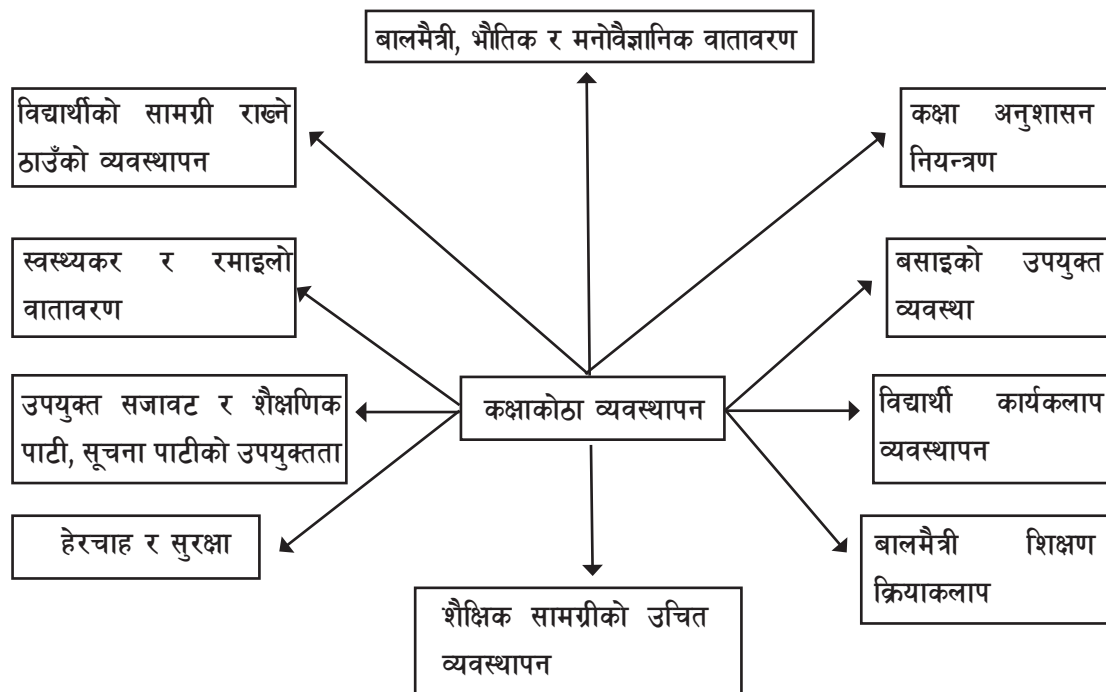 बालमैत्री, भौतिक र मनोवैज्ञानिक वातावरण
विद्यार्थीको सामग्री राख्ने
ठाउँको व्यवस्थापन
कक्षा अनुशासन
नियन्त्रण
स्वस्थ्यकर र रमाइलो
वातावरण
बसाइको उपयुक्त
व्यवस्था
उपयुक्त सजावट र शैक्षणिक
पाटी, सूचना पाटीको उपयुक्तता
कक्षाकोठा व्यवस्थापन
विद्यार्थी कार्यकलाप
व्यवस्थापन
हेरचाह र सुरक्षा
बालमैत्री शिक्षण
क्रियाकलाप
शैक्षिक सामग्रीको उचित
व्यवस्थापन